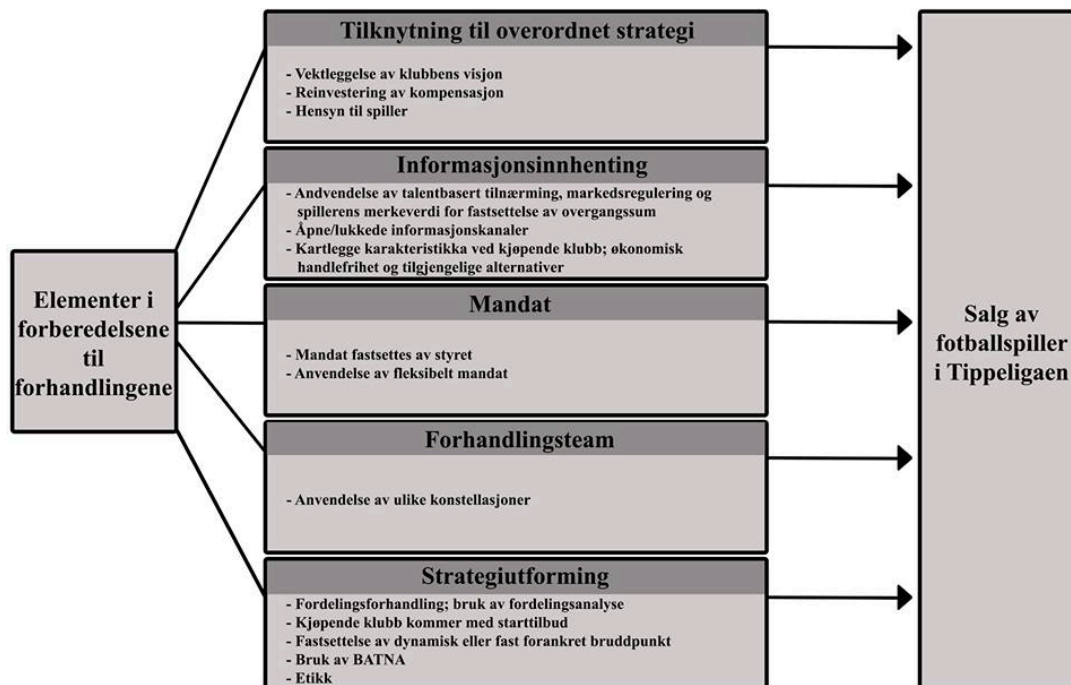 Elementer i
forberedelsene
til
forhandlingene
Tilknytning til overordnet strategi
- Vektleggelse av klubbens visjon
- Reinvestering av kompensasjon
- Hensyn til spiller
Informasjonsinnhenting
- Andvendelse av talentbasert tilnærming, markedsregulering og
spillerens merkeverdi for fastsettelse av overgangssum
- Åpne/lukkede informasjonskanaler
- Kartlegge karakteristikka ved kjøpende klubb; økonomisk
handlefrihet og tilgjengelige alternativer
Mandat
- Mandat fastsettes av styret
- Anvendelse av fleksibelt mandat
Forhandlingsteam
- Anvendelse av ulike konstellasjoner
Strategiutforming
- Fordelingsforhandling; bruk av fordelingsanalyse
- Kjøpende klubb kommer med starttilbud
- Fastsettelse av dynamisk eller fast forankret bruddpunkt
- Bruk av BATNA
- Etikk
Salg av
fotballspiller
i Tippeligaen